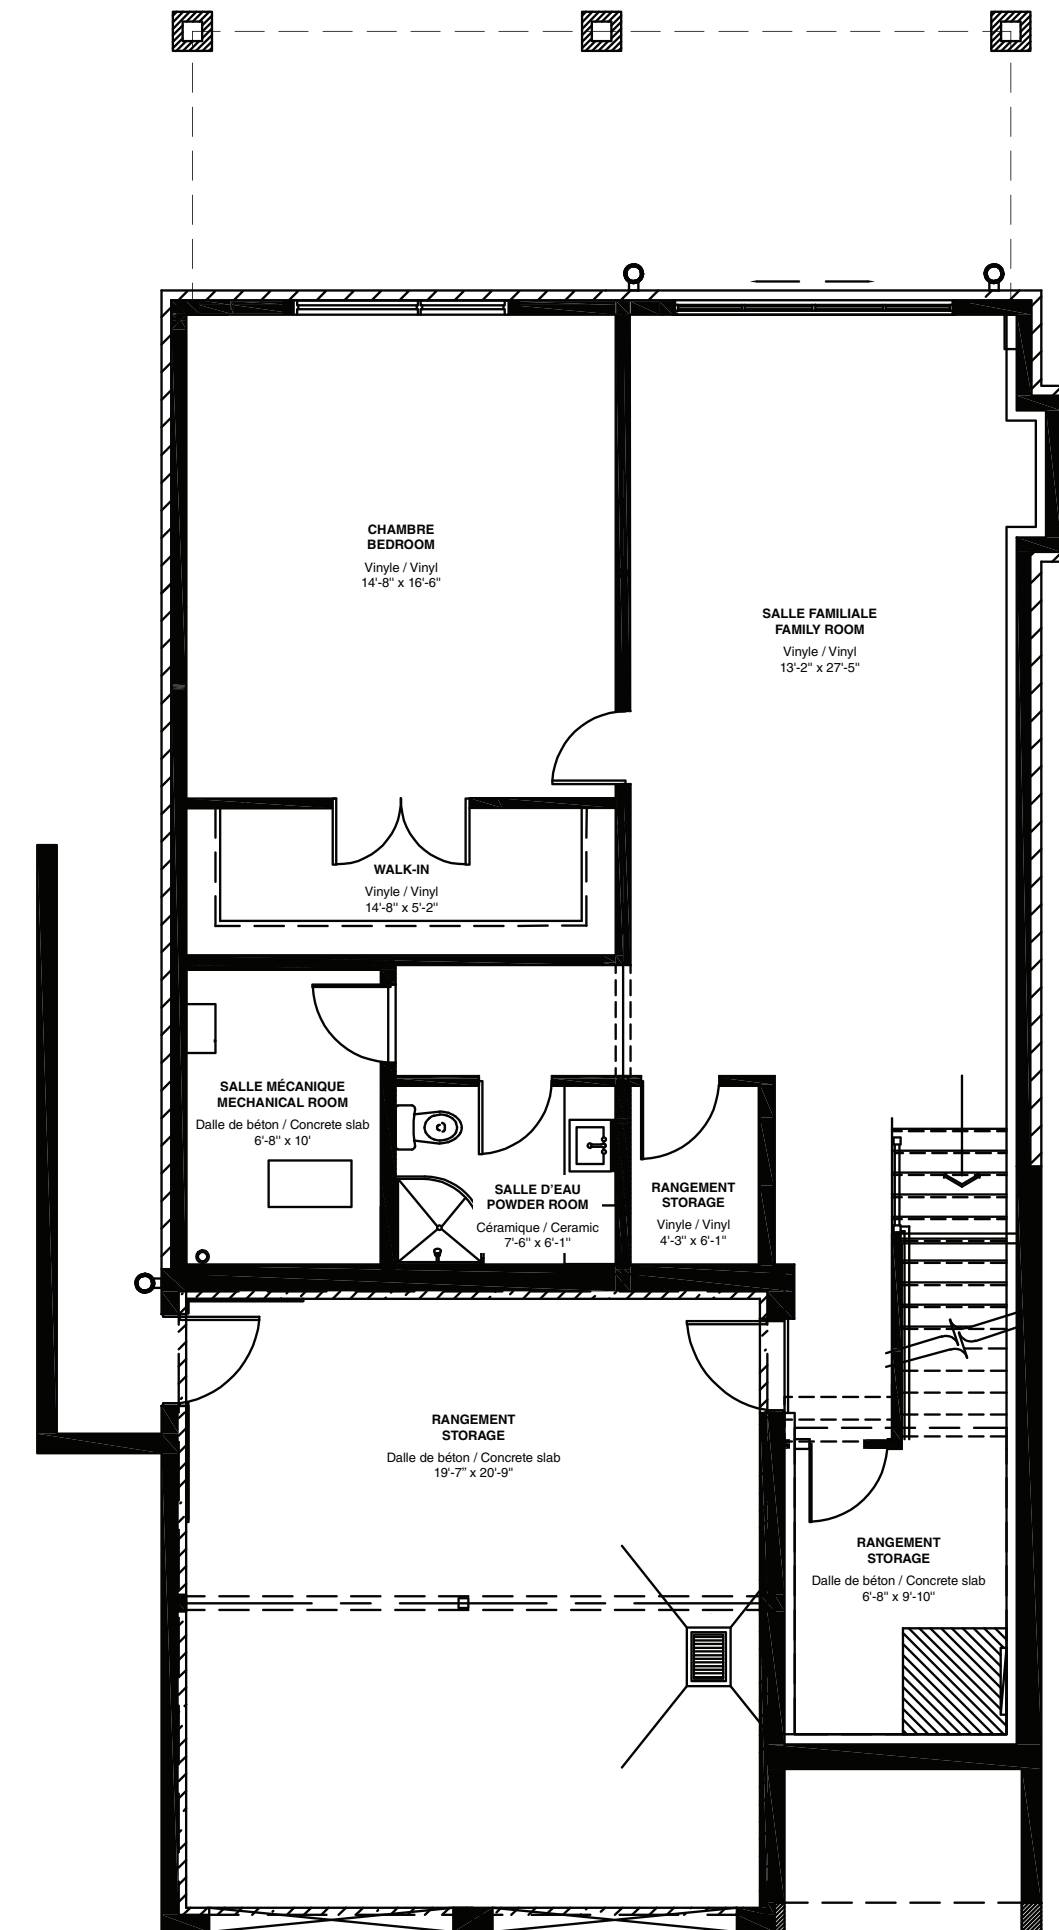 CHAMBRE
BEDROOM
Vinyle / Vinyl
14'-8" x 16'-6"
SALLE FAMILIALE
FAMILY ROOM
Vinyle / Vinyl
13'-2" x 27'-5"
WALK-IN
Vinyle / Vinyl
14'-8" x 5'-2"
SALLE MÉCANIQUE
MECHANICAL ROOM
Dalle de béton / Concrete slab
6'-8" x 10'
SALLE D'EAU
POWDER ROOM
Céramique / Ceramic
7'-6" x 6'-1"
RANGEMENT
STORAGE
Vinyle / Vinyl
4'-3" x 6'-1"
RANGEMENT
STORAGE
Dalle de béton / Concrete slab
19'-7" x 20'-9"
RANGEMENT
STORAGE
Dalle de béton / Concrete slab
6'-8" x 9'-10"